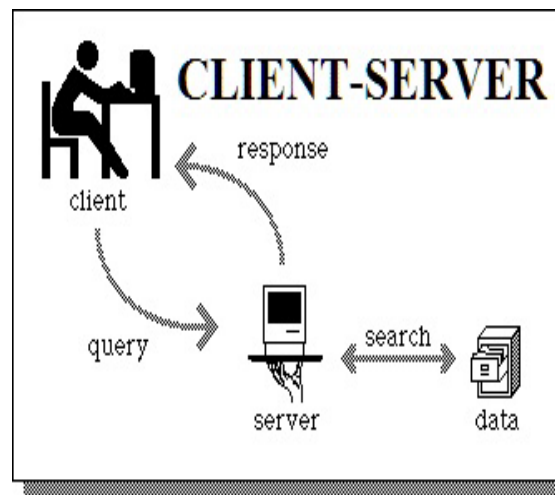 CLIENT-SERVER
response
client
query
search
server
data